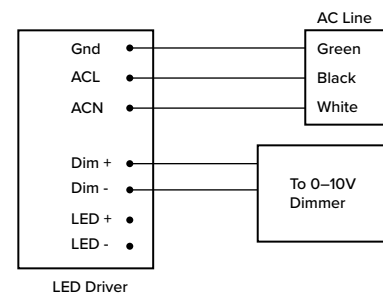 AC Line
Gnd
Green
ACL
Black
ACN
White
Dim +
Dim -
To 0–10V
Dimmer
LED +
LED -
LED Driver